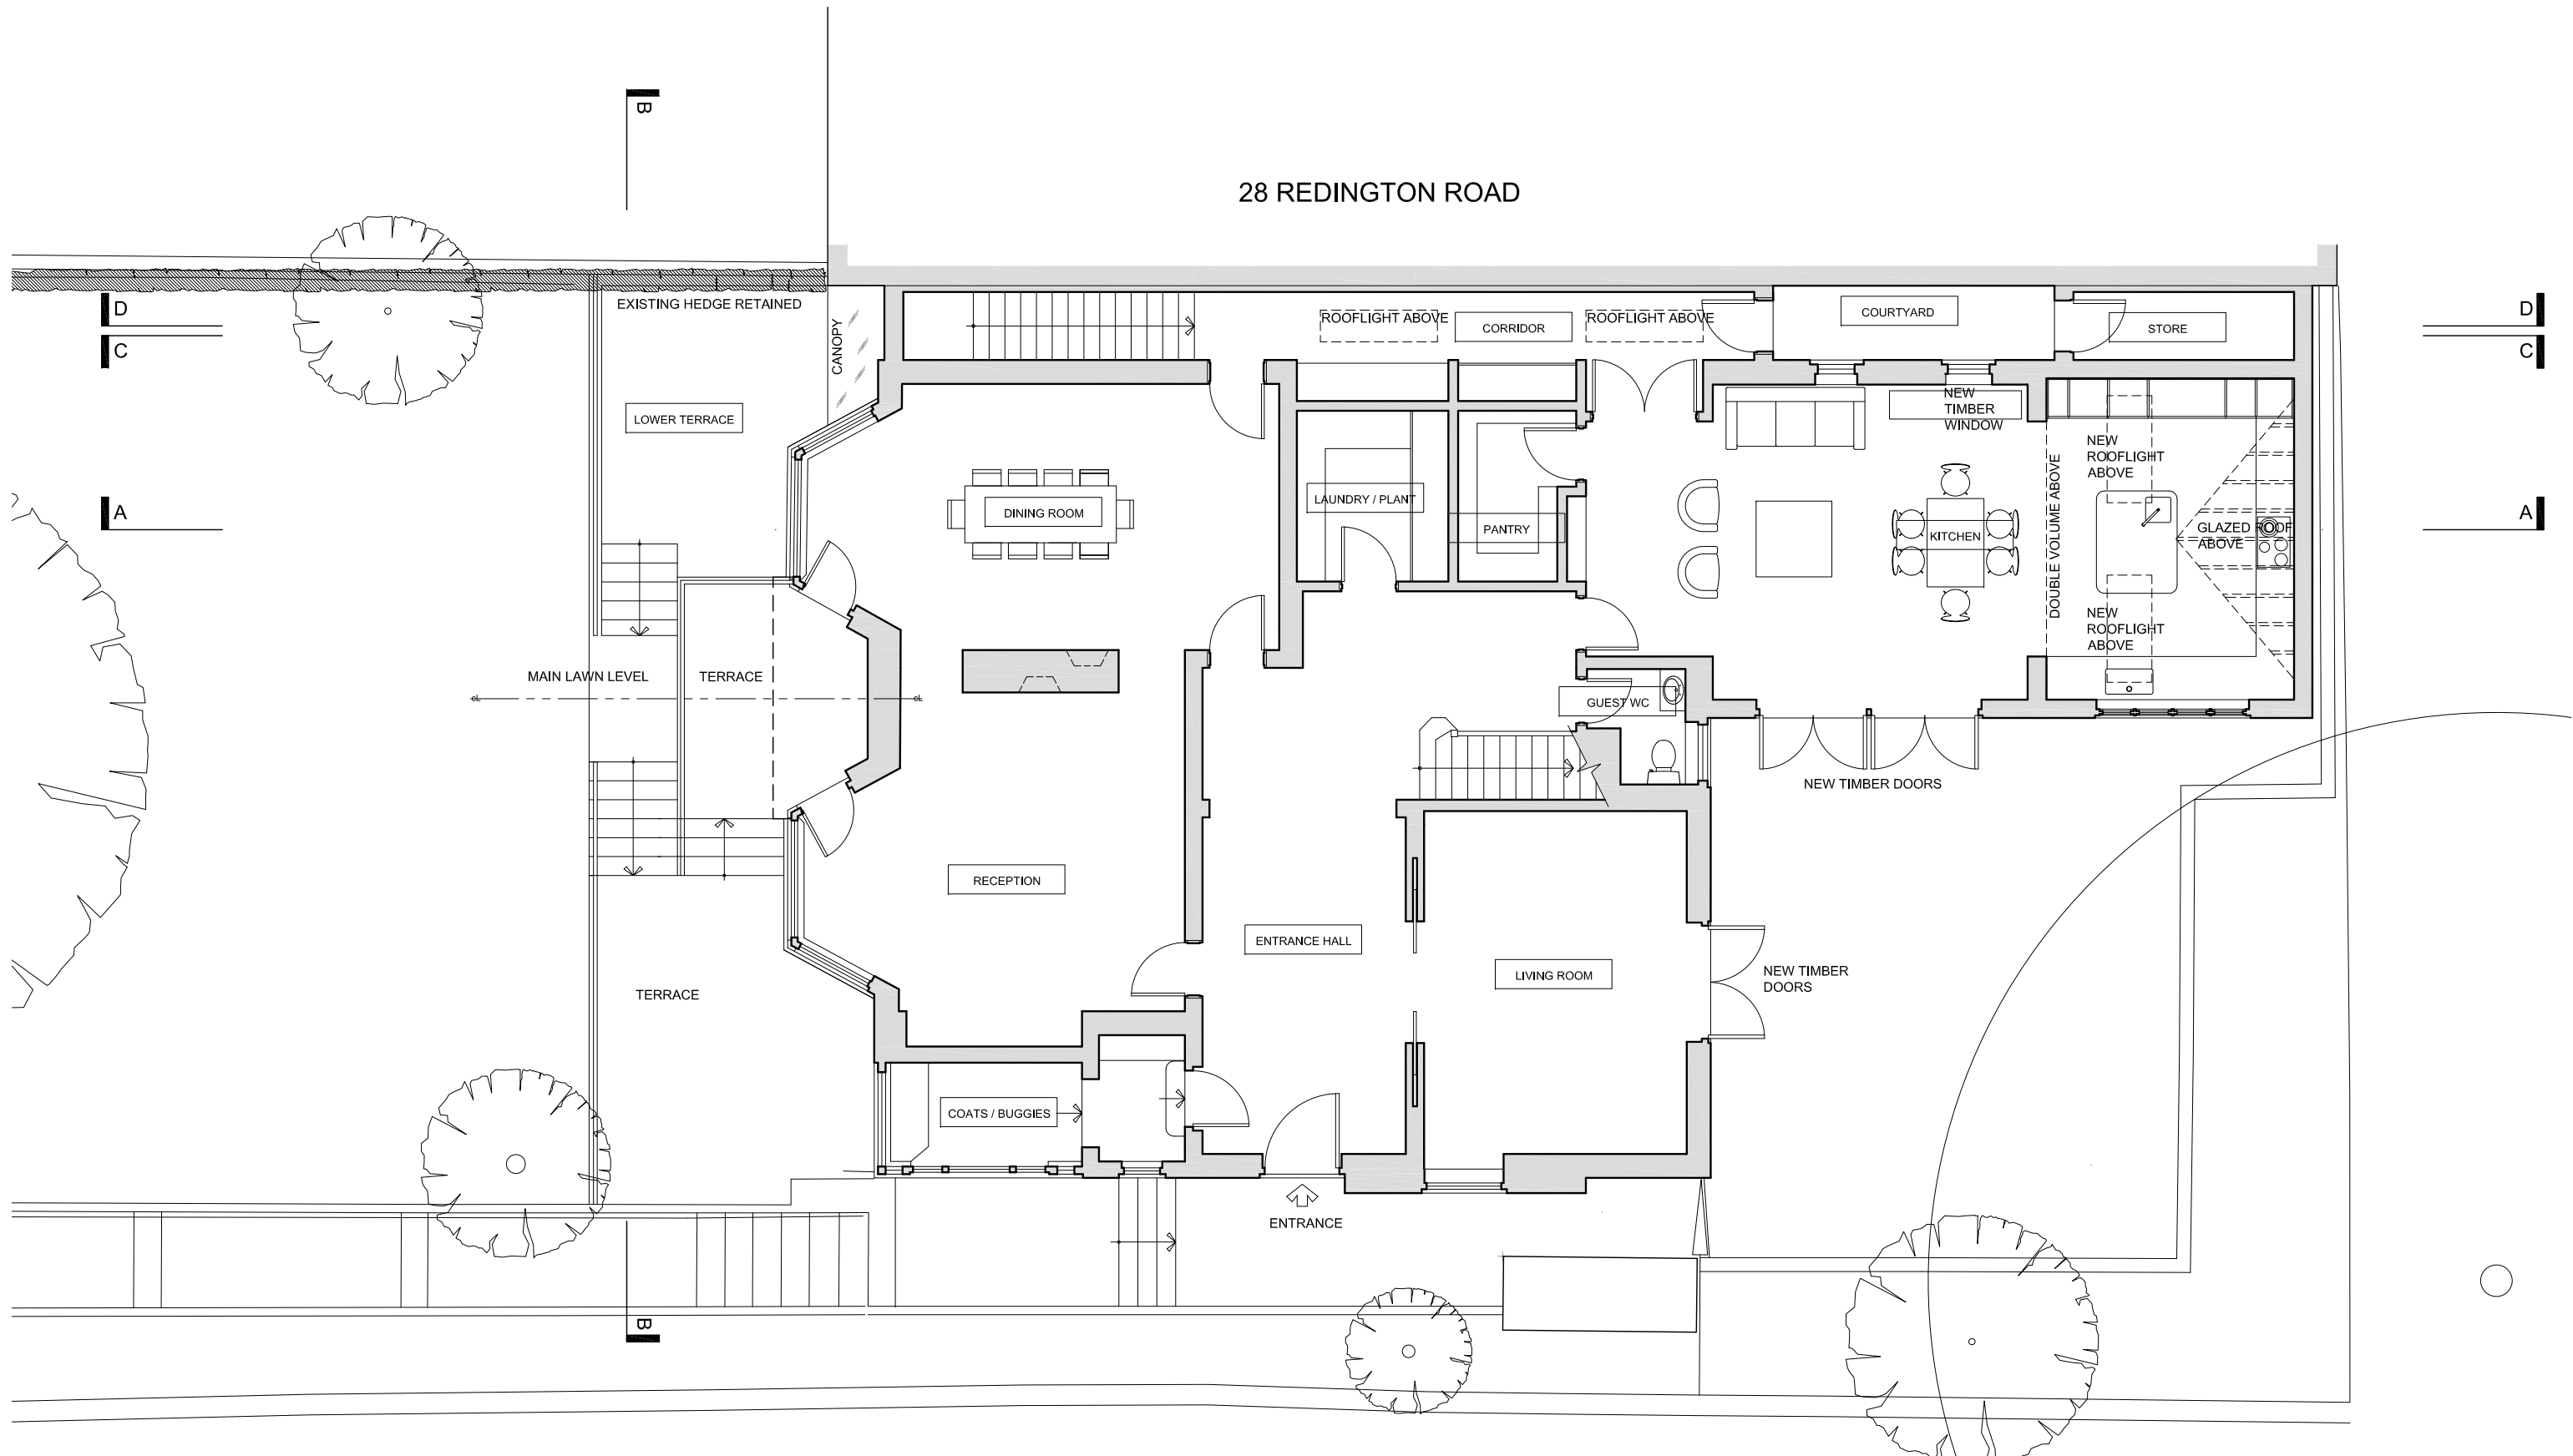 B
28 REDINGTON ROAD
EXISTING HEDGE RETAINED
D
C
CANOPY
ROOFLIGHT ABOVE
CORRIDOR
ROOFLIGHT ABOVE
COURTYARD
STORE
D
C
LOWER TERRACE
NEW
TIMBER
WINDOW
NEW
ROOFLIGHT
ABOVE
A
DINING ROOM
LAUNDRY / PLANT
PANTRY
KITCHEN
DOUBLE VOLUME ABOVE
GLAZED ROOF
ABOVE
A
NEW
ROOFLIGHT
ABOVE
MAIN LAWN LEVEL
TERRACE
CL
CL
GUEST WC
NEW TIMBER DOORS
RECEPTION
ENTRANCE HALL
LIVING ROOM
NEW TIMBER
DOORS
TERRACE
COATS / BUGGIES
ENTRANCE
B